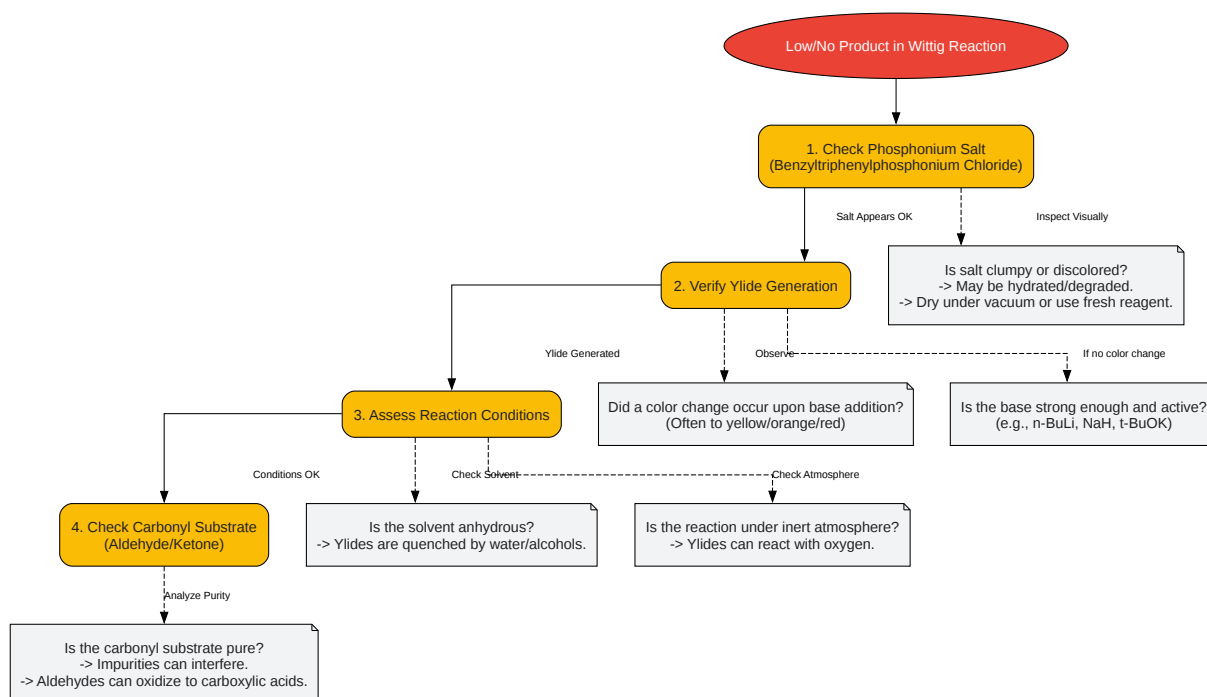 Low/No Product in Wittig Reaction
1. Check Phosphonium Salt
(Benzyltriphenylphosphonium Chloride)
Salt Appears OK
Inspect Visually
Is salt clumpy or discolored?
-> May be hydrated/degraded.
-> Dry under vacuum or use fresh reagent.
2. Verify Ylide Generation
Ylide Generated
Observe
If no color change
Did a color change occur upon base addition?
(Often to yellow/orange/red)
Is the base strong enough and active?
(e.g., n-BuLi, NaH, t-BuOK)
3. Assess Reaction Conditions
Conditions OK
Check Solvent
Check Atmosphere
Is the solvent anhydrous?
-> Ylides are quenched by water/alcohols.
Is the reaction under inert atmosphere?
-> Ylides can react with oxygen.
4. Check Carbonyl Substrate
(Aldehyde/Ketone)
Analyze Purity
Is the carbonyl substrate pure?
-> Impurities can interfere.
-> Aldehydes can oxidize to carboxylic acids.